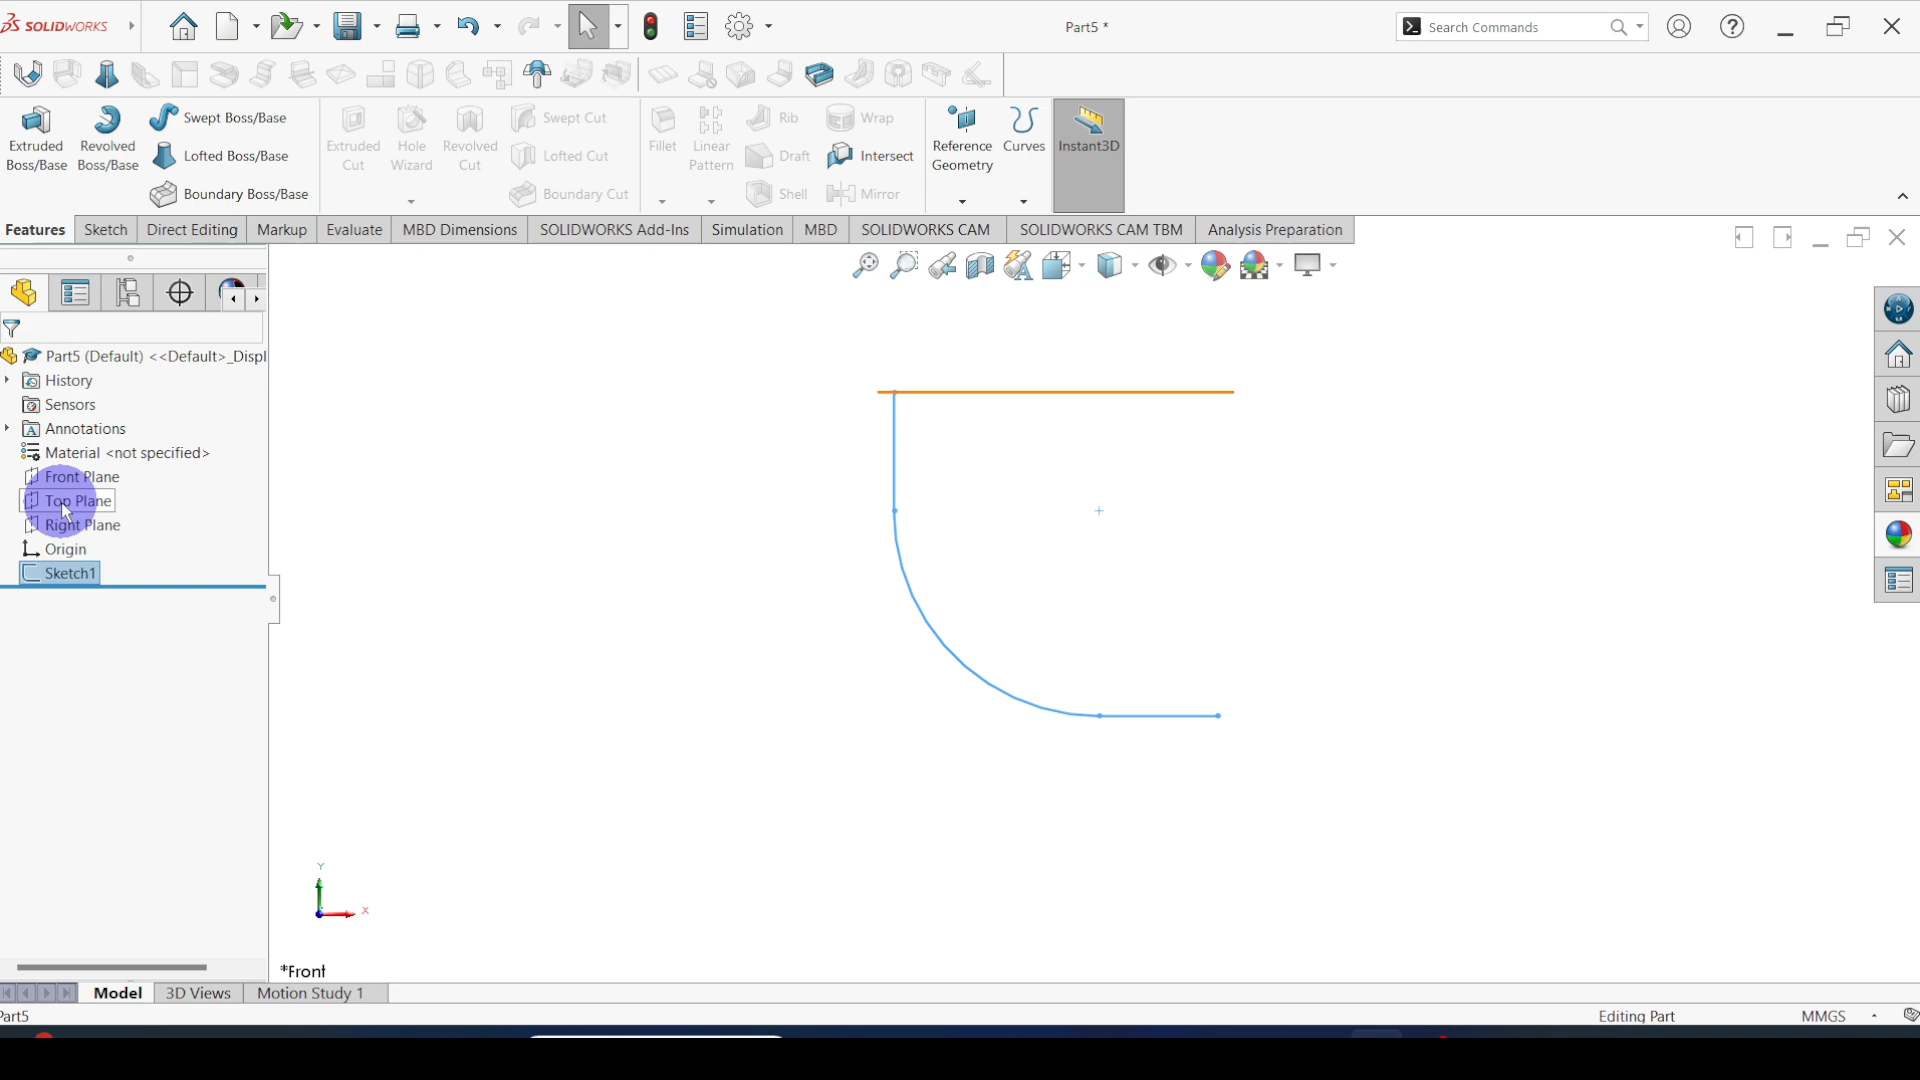 SOLIDWORKS
Part5 *
Search Commands
Extruded Boss/Base
Revolved Boss/Base
Swept Boss/Base
Lofted Boss/Base
Boundary Boss/Base
Extruded Cut
Hole Wizard
Revolved Cut
Swept Cut
Lofted Cut
Boundary Cut
Fillet
Linear Pattern
Rib
Draft
Shell
Wrap
Intersect
Mirror
Reference Geometry
Curves
Instant3D
Features
Sketch
Direct Editing
Markup
Evaluate
MBD Dimensions
SOLIDWORKS Add-Ins
Simulation
MBD
SOLIDWORKS CAM
SOLIDWORKS CAM TBM
Analysis Preparation
Part5 (Default) <<Default>_Displ
History
Sensors
Annotations
Material <not specified>
Front Plane
Top Plane
Right Plane
Origin
Sketch1
Y
X
*Front
Model
3D Views
Motion Study 1
Part5
Editing Part
MMGS